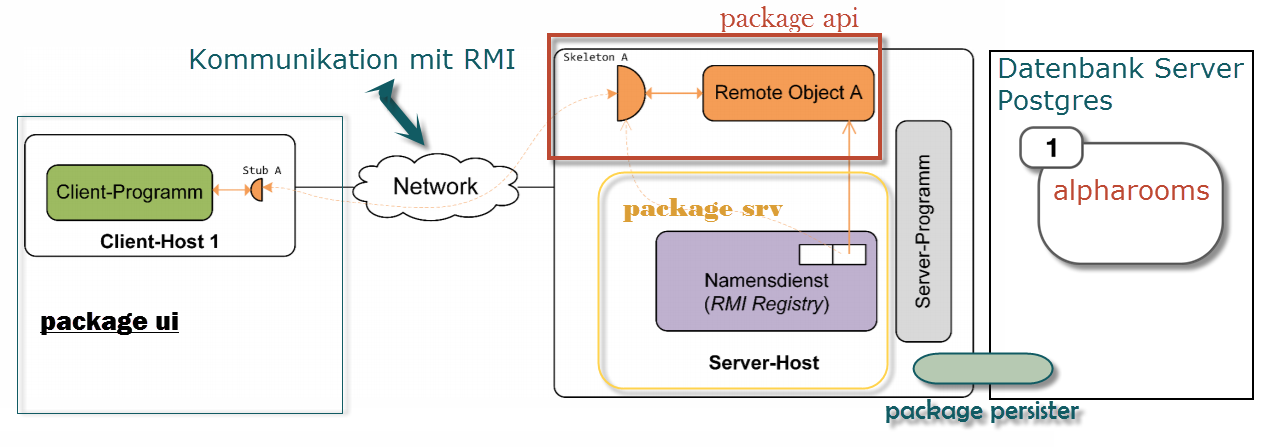 package api
Kommunikation mit RMI
Skeleton A
Remote Object A
Datenbank Server
Postgres
1
alpharooms
Stub A
Client-Programm
Network
Client-Host 1
package srv
Server-Programm
Namensdienst
(RMI Registry)
package ui
Server-Host
package persister